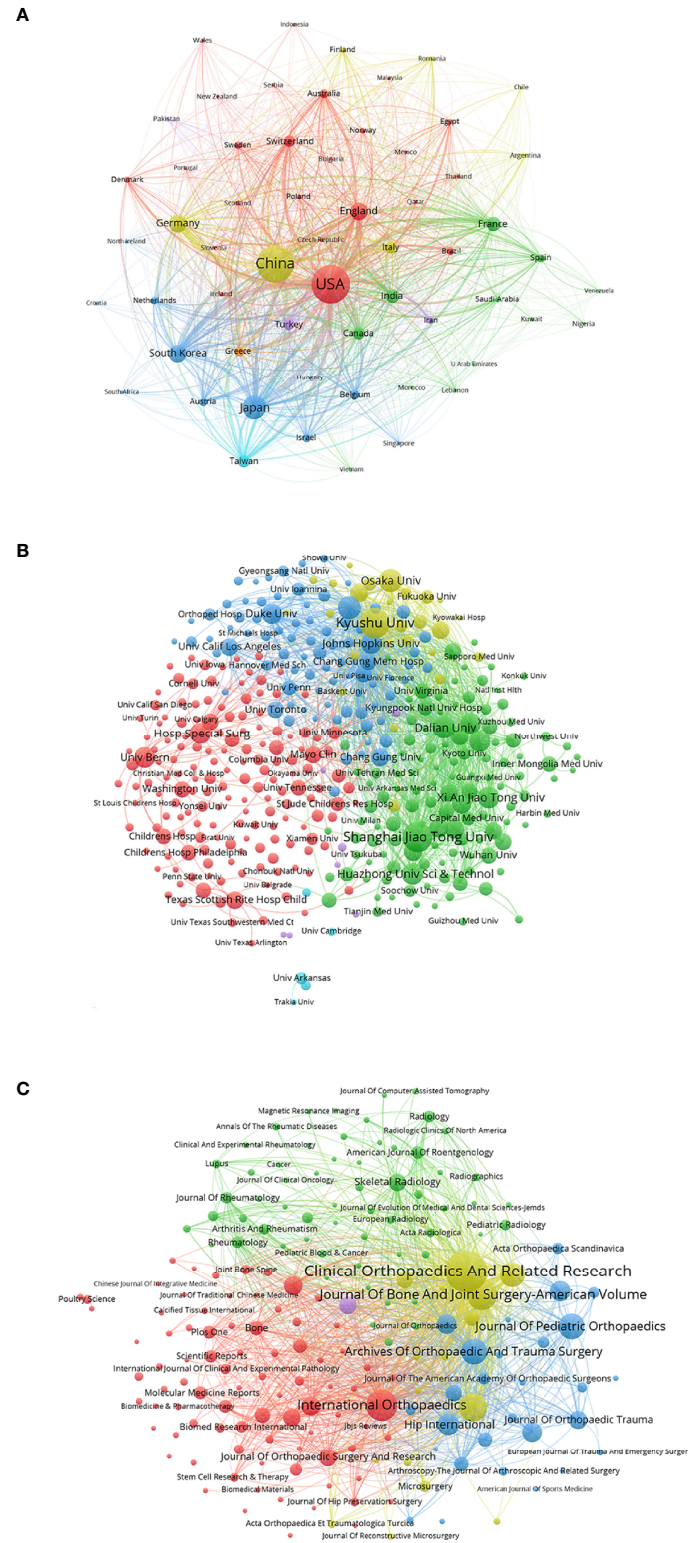 A
Indonesia
Wales
Finland
Romania
Malaysia
Serbia
Chile
Australia
New Zealand
Pakistan
Egypt
Norway
Switzerland
Sweden
Mexico
Argentina
Bulgaria
Portugal
Thailand
Denmark
Poland
Qatar
Scotland
England
Germany
France
North Ireland
Czech Republic
Slovenia
Italy
Brazil
Spain
China
USA
Ireland
India
Venezuela
Netherlands
Saudi Arabia
Croatia
Iran
Kuwait
Nigeria
Turkey
Canada
South Korea
Greece
U Arab Emirates
Hungary
South Africa
Morocco
Lebanon
Belgium
Austria
Japan
Israel
Singapore
Taiwan
Vietnam
B
Showa Univ
Gyeongsang Natl Univ
Osaka Univ
Univ Ioannina
Fukuoka Univ
Orthoped Hosp
Duke Univ
Kyushu Univ
Kyowakai Hosp
St Michaels Hosp
Univ Calif Los Angeles
Johns Hopkins Univ
Sapporo Med Univ
Univ Iowa
Hannover Med Sch
Chang Gung Mem Hosp
Univ Pisa
Univ Florence
Konkuk Univ
Cornell Univ
Univ Penn
Baskent Univ
Univ Virginia
Natl Inst Hlth
Univ Calif San Diego
Univ Toronto
Kyungpook Natl Univ Hosp
Xuzhou Med Univ
Univ Turin
Univ Calgary
Dalian Univ
Hosp Special Surg
Univ Minnesota
Northwest Univ
Univ Bern
Columbia Univ
Mayo Clin
Chang Gung Univ
Kyoto Univ
Inner Mongolia Med Univ
Christian Med Col & Hosp
Okayama Univ
Univ Tehran Med Sci
Guangxi Med Univ
Washington Univ
Univ Tennessee
Univ Arkansas Med Sci
Xi An Jiao Tong Univ
St Louis Childrens Hosp
Yonsei Univ
St Jude Childrens Res Hosp
Harbin Med Univ
Univ Milan
Capital Med Univ
Kuwait Univ
Childrens Hosp
Brat Univ
Xiamen Univ
Shanghai Jiao Tong Univ
Childrens Hosp Philadelphia
Univ Tsukuba
Wuhan Univ
Chonbuk Natl Univ
Penn State Univ
Univ Belgrade
Huazhong Univ Sci & Technol
Soochow Univ
Texas Scottish Rite Hosp Child
Tianjin Med Univ
Univ Texas Southwestern Med Ct
Guizhou Med Univ
Univ Cambridge
Univ Texas Arlington
Univ Arkansas
Trakia Univ
C
Journal Of Computer Assisted Tomography
Magnetic Resonance Imaging
Radiology
Annals Of The Rheumatic Diseases
Radiologic Clinics Of North America
Clinical And Experimental Rheumatology
American Journal Of Roentgenology
Lupus
Cancer
Journal Of Clinical Oncology
Skeletal Radiology
Radiographics
Journal Of Rheumatology
Journal Of Evolution Of Medical And Dental Sciences-Jemds
European Radiology
Arthritis And Rheumatism
Pediatric Radiology
Acta Radiologica
Rheumatology
Pediatric Blood & Cancer
Acta Orthopaedica Scandinavica
Joint Bone Spine
Clinical Orthopaedics And Related Research
Chinese Journal Of Integrative Medicine
Poultry Science
Journal Of Traditional Chinese Medicine
Journal Of Bone And Joint Surgery-American Volume
Calcified Tissue International
Plos One
Bone
Journal Of Orthopaedics
Journal Of Pediatric Orthopaedics
Scientific Reports
Archives Of Orthopaedic And Trauma Surgery
International Journal Of Clinical And Experimental Pathology
Journal Of The American Academy Of Orthopaedic Surgeons
Molecular Medicine Reports
Biomedicine & Pharmacotherapy
International Orthopaedics
Biomed Research International
Jbjs Reviews
Hip International
Journal Of Orthopaedic Trauma
European Journal Of Trauma And Emergency Surger
Journal Of Orthopaedic Surgery And Research
Arthroscopy-The Journal Of Arthroscopic And Related Surgery
Stem Cell Research & Therapy
Biomedical Materials
Microsurgery
American Journal Of Sports Medicine
Journal Of Hip Preservation Surgery
Acta Orthopaedica Et Traumatologica Turcica
Journal Of Reconstructive Microsurgery